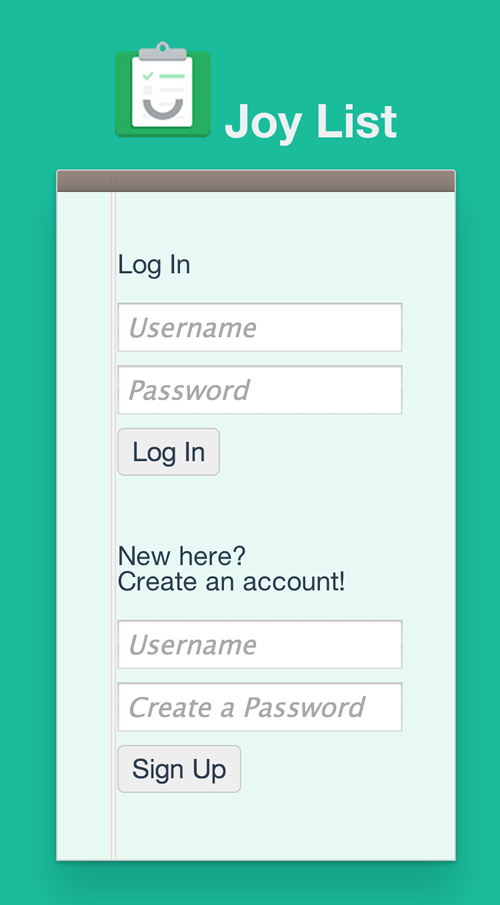 Joy List
Log In
Username
Password
Log In
New here?
Create an account!
Username
Create a Password
Sign Up